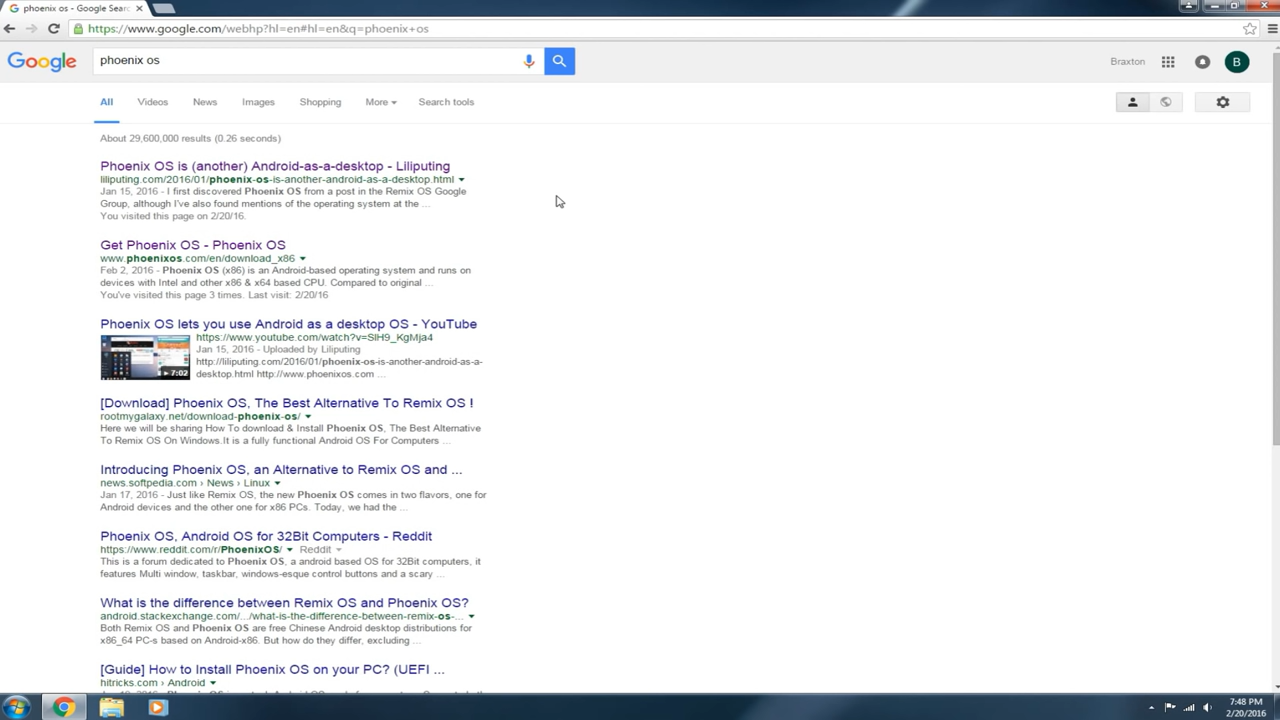 phoenix os - Google Searc
https://www.google.com/webhp?hl=en#hl=en&q=phoenix+os
Google
phoenix os
Braxton
B
All Videos News Images Shopping More Search tools
About 29,600,000 results (0.26 seconds)
Phoenix OS is (another) Android-as-a-desktop - Liliputing
liliputing.com/2016/01/phoenix-os-is-another-android-as-a-desktop.html
Jan 15, 2016 - I first discovered Phoenix OS from a post in the Remix OS Google
Group, although I've also found mentions of the operating system at the ...
You visited this page on 2/20/16.
Get Phoenix OS - Phoenix OS
www.phoenixos.com/en/download_x86
Feb 2, 2016 - Phoenix OS (x86) is an Android-based operating system and runs on
devices with Intel and other x86 & x64 based CPU. Compared to original ...
You've visited this page 3 times. Last visit: 2/20/16
Phoenix OS lets you use Android as a desktop OS - YouTube
https://www.youtube.com/watch?v=SlH9_KgMja4
Jan 15, 2016 - Uploaded by Liliputing
http://liliputing.com/2016/01/phoenix-os-is-another-android-as-a-
desktop.html http://www.phoenixos.com ...
7:02
[Download] Phoenix OS, The Best Alternative To Remix OS !
rootmygalaxy.net/download-phoenix-os/
Here we will be sharing How To download & Install Phoenix OS, The Best Alternative
To Remix OS On Windows.It is a fully functional Android OS For Computers ...
Introducing Phoenix OS, an Alternative to Remix OS and ...
news.softpedia.com › News › Linux
Jan 17, 2016 - Just like Remix OS, the new Phoenix OS comes in two flavors, one for
Android devices and the other one for x86 PCs. Today, we had the ...
Phoenix OS, Android OS for 32Bit Computers - Reddit
https://www.reddit.com/r/PhoenixOS/ Reddit
This is a forum dedicated to Phoenix OS, a android based OS for 32Bit computers, it
features Multi window, taskbar, windows-esque control buttons and a scary ...
What is the difference between Remix OS and Phoenix OS?
android.stackexchange.com/.../what-is-the-difference-between-remix-os-...
Both Remix OS and Phoenix OS are free Chinese Android desktop distributions for
x86_64 PC-s based on Android-x86. But how do they differ, excluding ...
[Guide] How to Install Phoenix OS on your PC? (UEFI ...
hitricks.com › Android
7:48 PM
2/20/2016